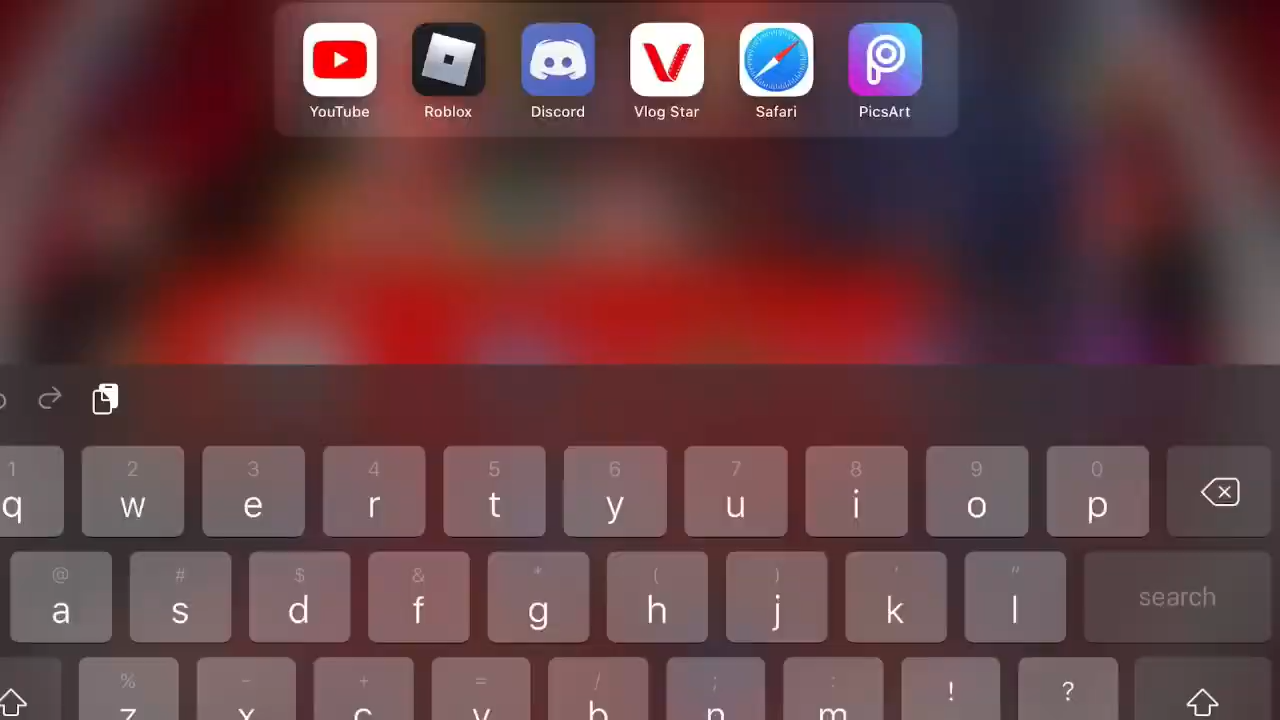 YouTube Roblox Discord Vlog Star Safari PicsArt
1 2 3 4 5 6 7 8 9 0
q w e r t y u i o p
@ # $ & * ( ) ' "
a s d f g h j k l search
% - + = / ; : ! ?
z x c v b n m